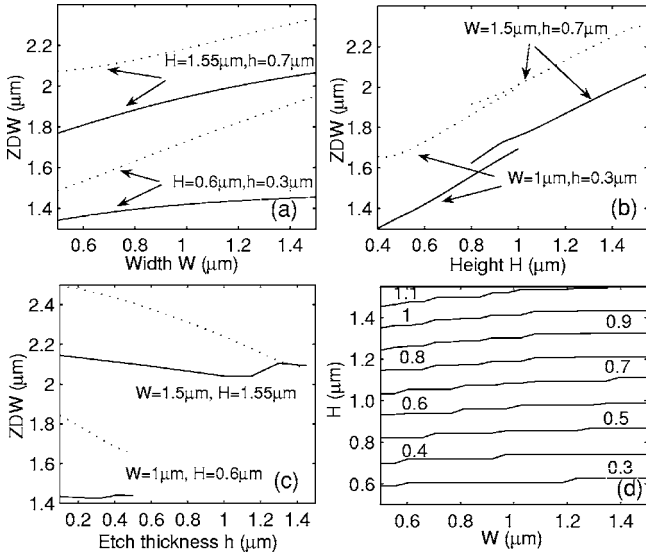 2.2
2
1.8
1.6
1.4
ZDW (μm)
H=1.55μm,h=0.7μm
H=0.6μm,h=0.3μm
(a)
0.6 0.8 1 1.2 1.4
Width W (μm)
2.2
2
1.8
1.6
1.4
ZDW (μm)
W=1.5μm,h=0.7μm
W=1μm,h=0.3μm
(b)
0.4 0.6 0.8 1 1.2 1.4
Height H (μm)
2.4
2.2
2
1.8
1.6
1.4
ZDW (μm)
W=1.5μm, H=1.55μm
W=1μm, H=0.6μm
(c)
0.2 0.4 0.6 0.8 1 1.2 1.4
Etch thickness h (μm)
1.4
1.2
1.0
0.8
0.6
H (μm)
1.1
1
0.9
0.8
0.7
0.6
0.5
0.4
0.3
(d)
0.6 0.8 1 1.2 1.4
W (μm)